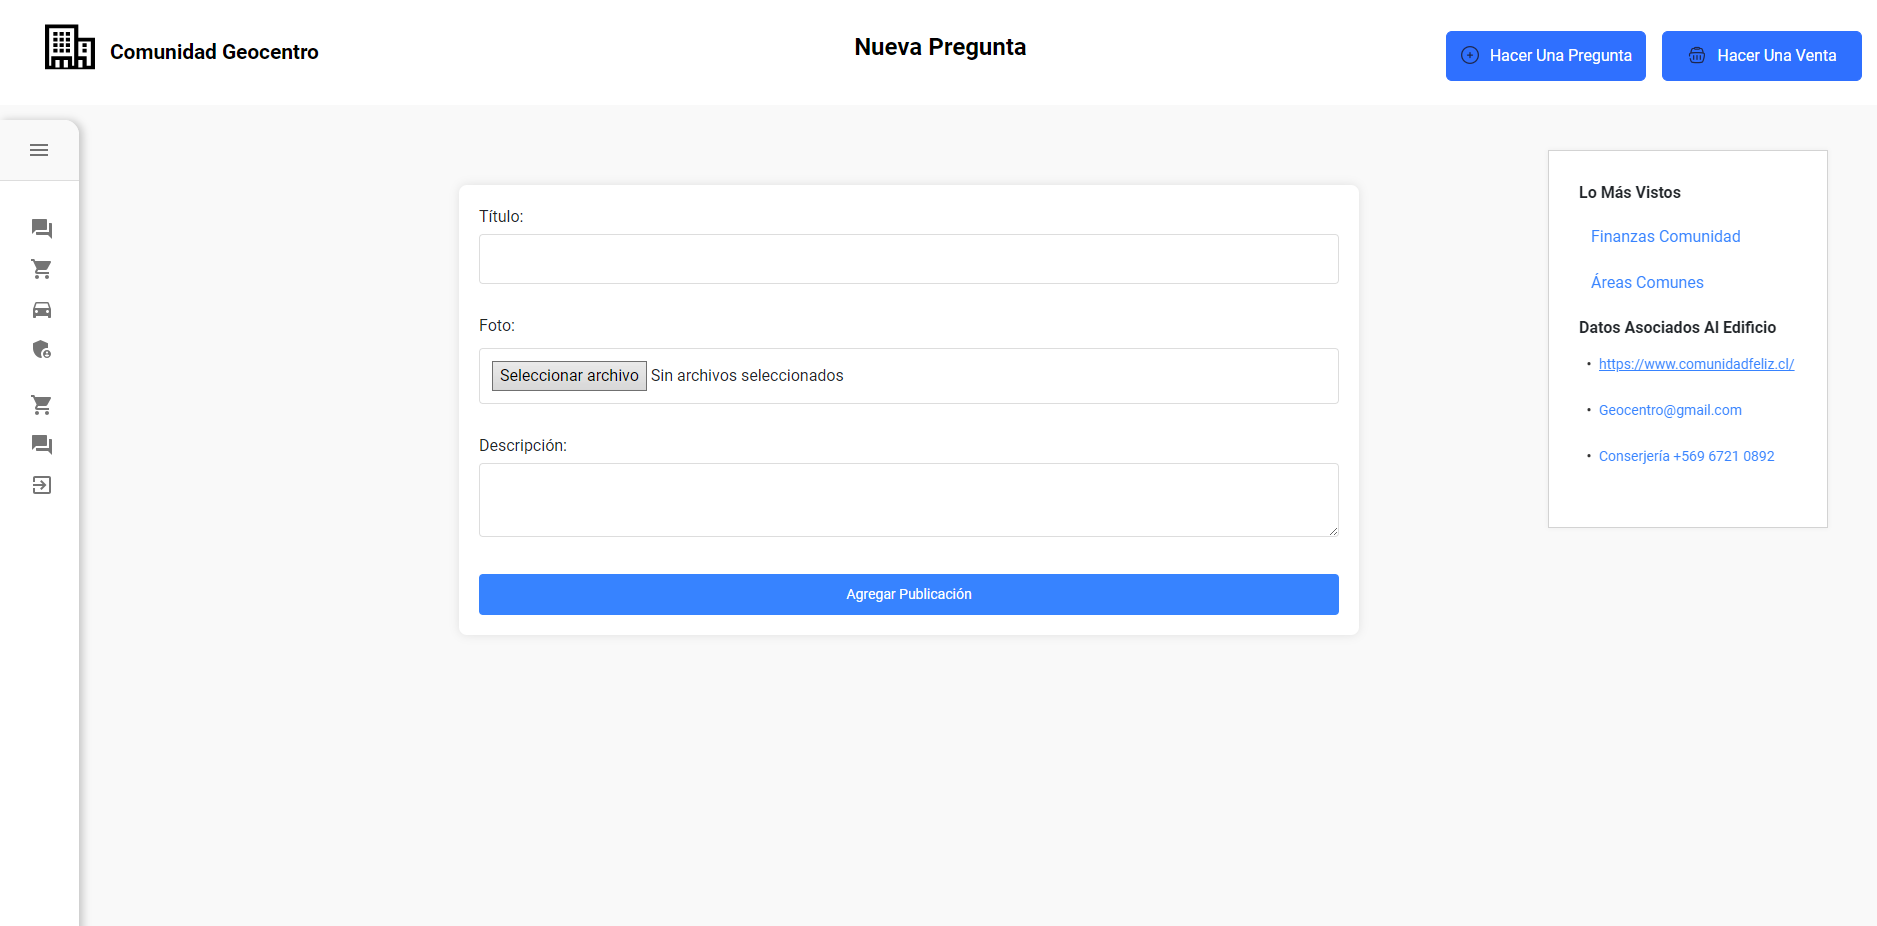 Comunidad Geocentro
Nueva Pregunta
Hacer Una Pregunta
Hacer Una Venta
Título:
Foto:
Seleccionar archivo Sin archivos seleccionados
Descripción:
Agregar Publicación
Lo Más Vistos
Finanzas Comunidad
Áreas Comunes
Datos Asociados Al Edificio
• https://www.comunidadfeliz.cl/
• Geocentro@gmail.com
• Conserjería +569 6721 0892